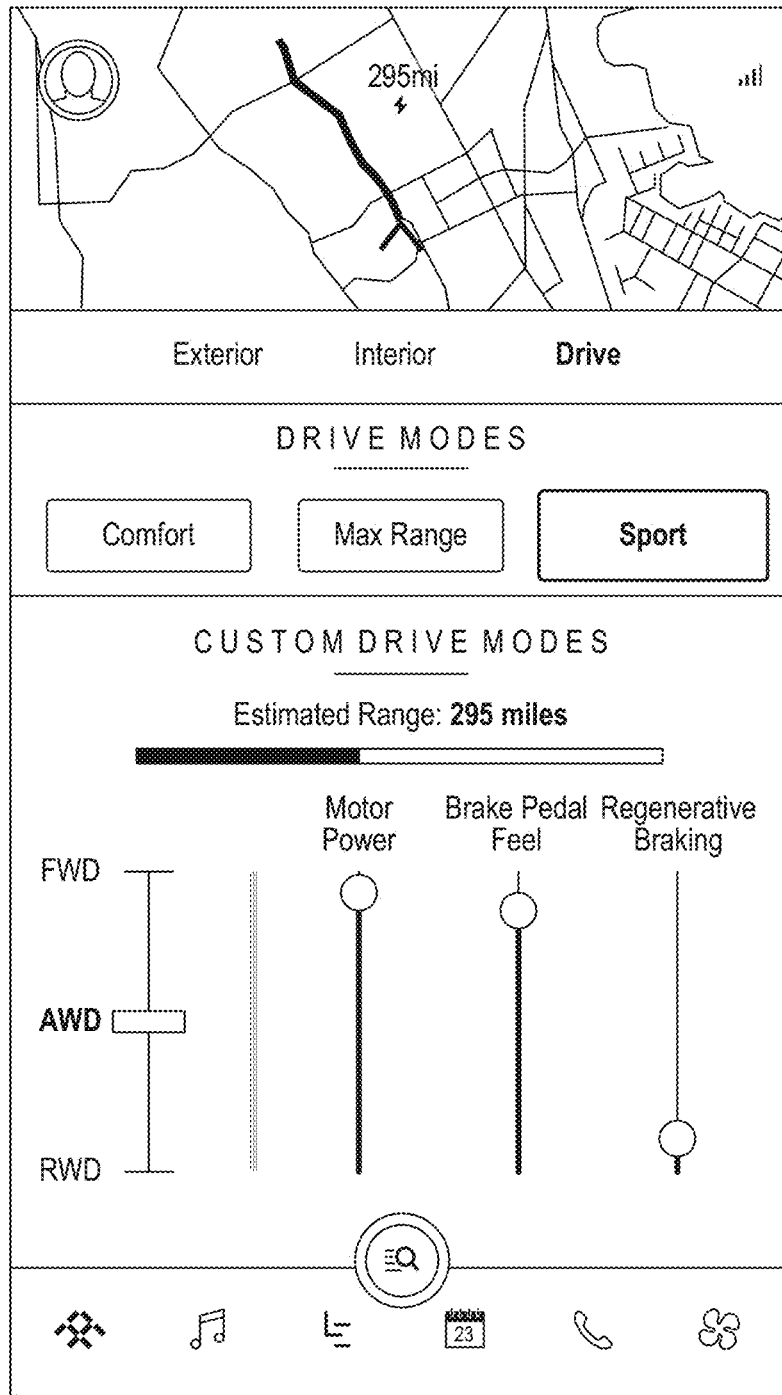 295mi
Exterior Interior Drive
DRIVE MODES
Comfort Max Range Sport
CUSTOM DRIVE MODES
Estimated Range: 295 miles
Motor Power
Brake Pedal Feel
Regenerative Braking
FWD
AWD
RWD
23